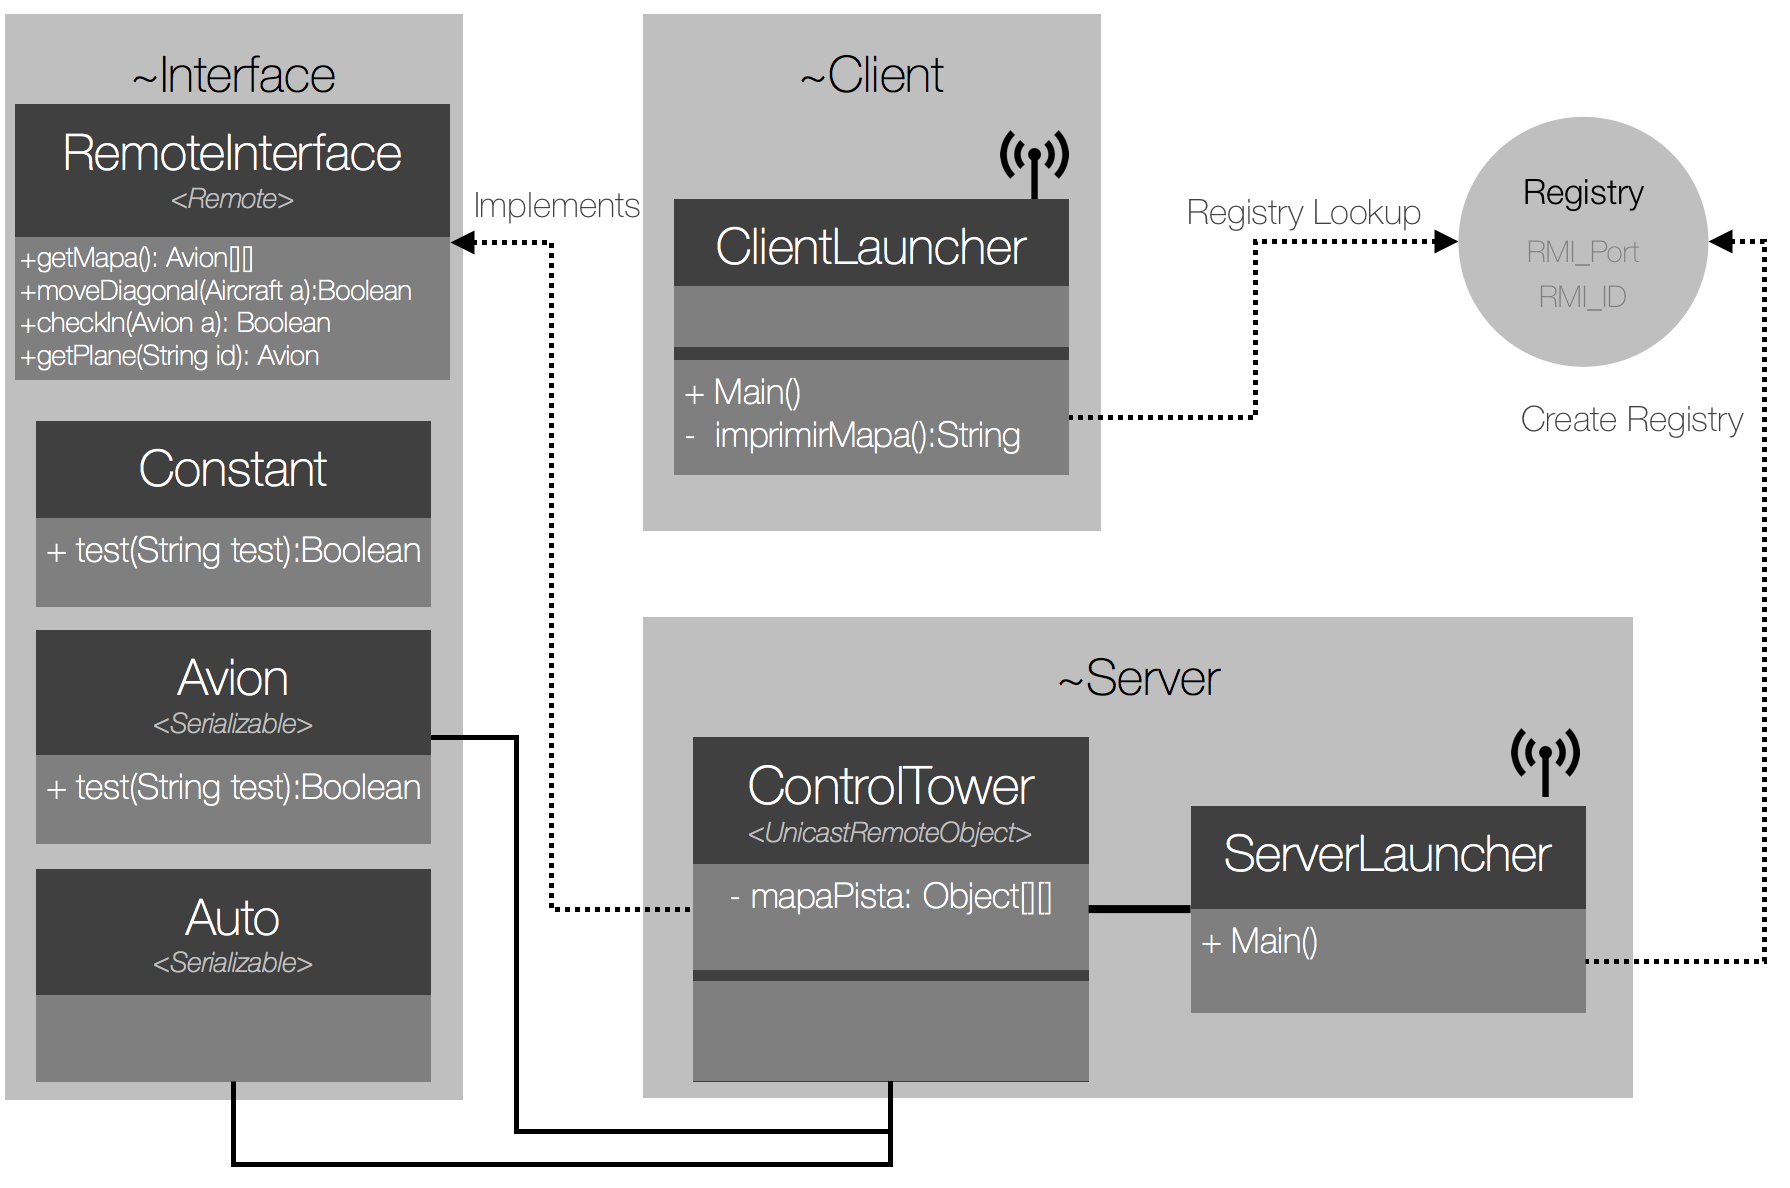 ~Interface
RemoteInterface
<Remote>
+getMapa(): Avion[][]
+moveDiagonal(Aircraft a):Boolean
+checkIn(Avion a): Boolean
+getPlane(String id): Avion
Constant
+ test(String test):Boolean
Avion
<Serializable>
+ test(String test):Boolean
Auto
<Serializable>
Implements
~Client
ClientLauncher
+ Main()
- imprimirMapa():String
Registry Lookup
Registry
RMI_Port
RMI_ID
Create Registry
~Server
ControlTower
<UnicastRemoteObject>
- mapaPista: Object[][]
ServerLauncher
+ Main()